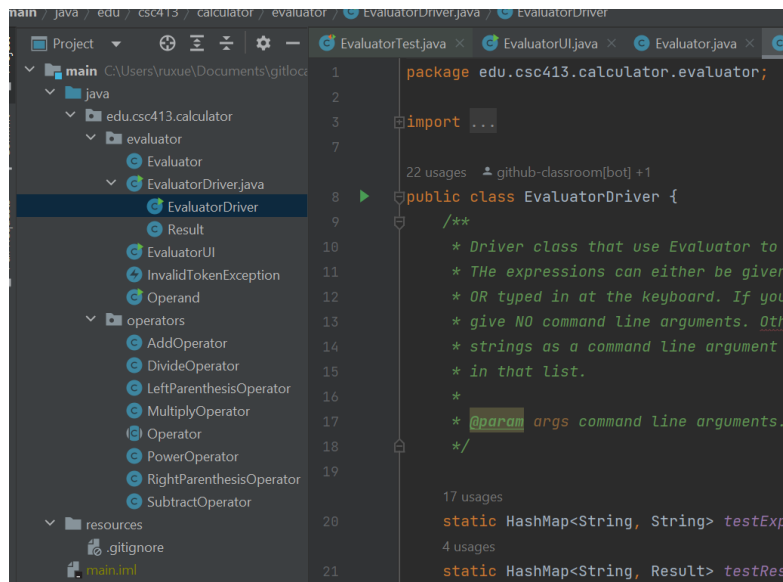 main / java / edu / csc413 / calculator / evaluator / EvaluatorDriver.java / EvaluatorDriver
Project
EvaluatorTest.java × EvaluatorUI.java × Evaluator.java ×
main C:\Users\ruxue\Documents\gitloca
java
edu.csc413.calculator
evaluator
Evaluator
EvaluatorDriver.java
EvaluatorDriver
Result
EvaluatorUI
InvalidTokenException
Operand
operators
AddOperator
DivideOperator
LeftParenthesisOperator
MultiplyOperator
Operator
PowerOperator
RightParenthesisOperator
SubtractOperator
resources
.gitignore
main.iml
1 package edu.csc413.calculator.evaluator;
2
3 import ...
7
22 usages github-classroom[bot] +1
8 public class EvaluatorDriver {
9 /**
10 * Driver class that use Evaluator to
11 * THe expressions can either be given
12 * OR typed in at the keyboard. If you
13 * give NO command line arguments. Oth
14 * strings as a command line argument
15 * in that list.
16 *
17 * @param args command line arguments.
18 */
19
17 usages
20 static HashMap<String, String> testExp
4 usages
21 static HashMap<String, Result> testRes